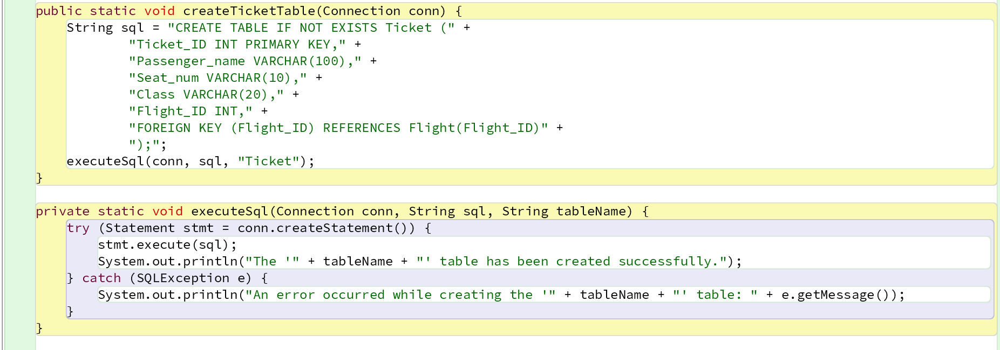 public static void createTicketTable(Connection conn) {
String sql = "CREATE TABLE IF NOT EXISTS Ticket (" +
"Ticket_ID INT PRIMARY KEY," +
"Passenger_name VARCHAR(100)," +
"Seat_num VARCHAR(10)," +
"Class VARCHAR(20)," +
"Flight_ID INT," +
"FOREIGN KEY (Flight_ID) REFERENCES Flight(Flight_ID)" +
");";
executeSql(conn, sql, "Ticket");
}
private static void executeSql(Connection conn, String sql, String tableName) {
try (Statement stmt = conn.createStatement()) {
stmt.execute(sql);
System.out.println("The '" + tableName + "' table has been created successfully.");
} catch (SQLException e) {
System.out.println("An error occurred while creating the '" + tableName + "' table: " + e.getMessage());
}
}